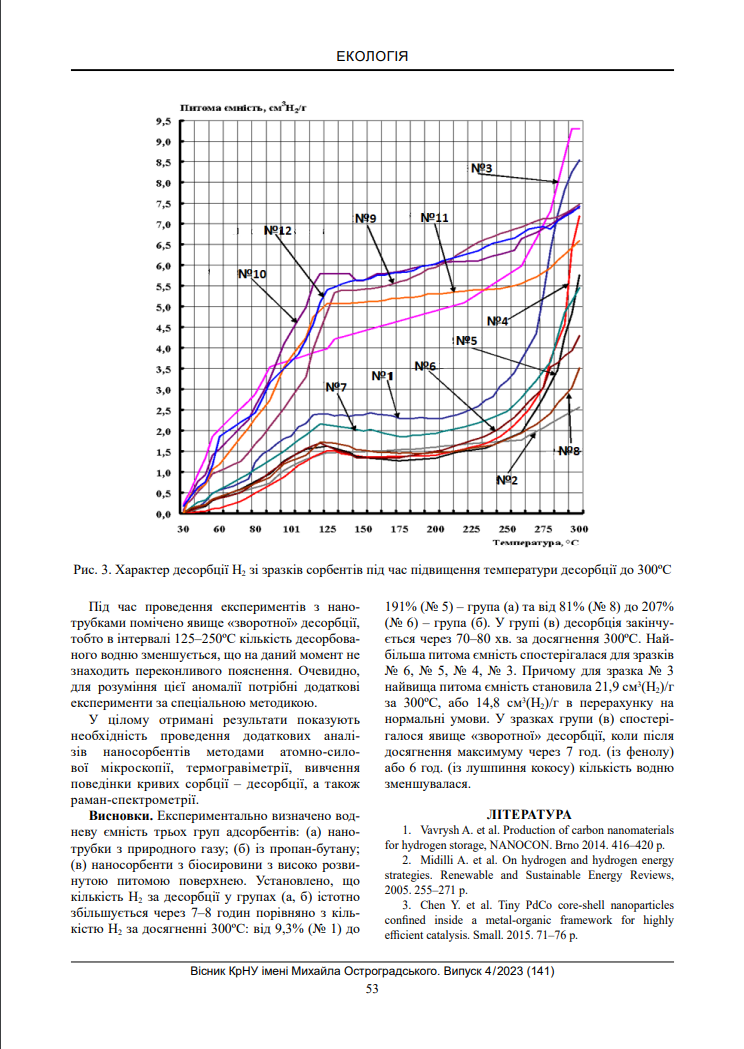 ЕКОЛОГІЯ
Питома ємність, см³H₂/г
9,5
9,0
8,5
8,0
7,5
7,0
6,5
6,0
5,5
5,0
4,5
4,0
3,5
3,0
2,5
2,0
1,5
1,0
0,5
0,0
№3
№9
№11
№12
№10
№4
№5
№6
№1
№7
№8
№2
30 60 80 101 125 150 175 200 225 250 275 300
Температура, °С
Рис. 3. Характер десорбції H₂ зі зразків сорбентів під час підвищення температури десорбції до 300ºС
Під час проведення експериментів з нано-
трубками помічено явище «зворотної» десорбції,
тобто в інтервалі 125–250ºС кількість десорбова-
ного водню зменшується, що на даний момент не
знаходить переконливого пояснення. Очевидно,
для розуміння цієї аномалії потрібні додаткові
експерименти за спеціальною методикою.
У цілому отримані результати показують
необхідність проведення додаткових аналі-
зів наносорбентів методами атомно-сило-
вої мікроскопії, термогравіметрії, вивчення
поведінки кривих сорбції – десорбції, а також
раман-спектрометрії.
Висновки. Експериментально визначено вод-
неву ємність трьох груп адсорбентів: (а) нано-
трубки з природного газу; (б) із пропан-бутану;
(в) наносорбенти з біосировини з високо розви-
нутою питомою поверхнею. Установлено, що
кількість H₂ за десорбції у групах (а, б) істотно
збільшується через 7–8 годин порівняно з кіль-
кістю H₂ за досягненні 300ºС: від 9,3% (№ 1) до
191% (№ 5) – група (а) та від 81% (№ 8) до 207%
(№ 6) – група (б). У групі (в) десорбція закінчу-
ється через 70–80 хв. за досягнення 300ºС. Най-
більша питома ємність спостерігалася для зразків
№ 6, № 5, № 4, № 3. Причому для зразка № 3
найвища питома ємність становила 21,9 см³(H₂)/г
за 300ºС, або 14,8 см³(H₂)/г в перерахунку на
нормальні умови. У зразках групи (в) спостері-
галося явище «зворотної» десорбції, коли після
досягнення максимуму через 7 год. (із фенолу)
або 6 год. (із лушпиння кокосу) кількість водню
зменшувалася.
ЛІТЕРАТУРА
1. Vavrysh A. et al. Production of carbon nanomaterials
for hydrogen storage, NANOCON. Brno 2014. 416–420 p.
2. Midilli A. et al. On hydrogen and hydrogen energy
strategies. Renewable and Sustainable Energy Reviews,
2005. 255–271 p.
3. Chen Y. et al. Tiny PdCo core-shell nanoparticles
confined inside a metal-organic framework for highly
efficient catalysis. Small. 2015. 71–76 p.
Вісник КрНУ імені Михайла Остроградського. Випуск 4/2023 (141)
53